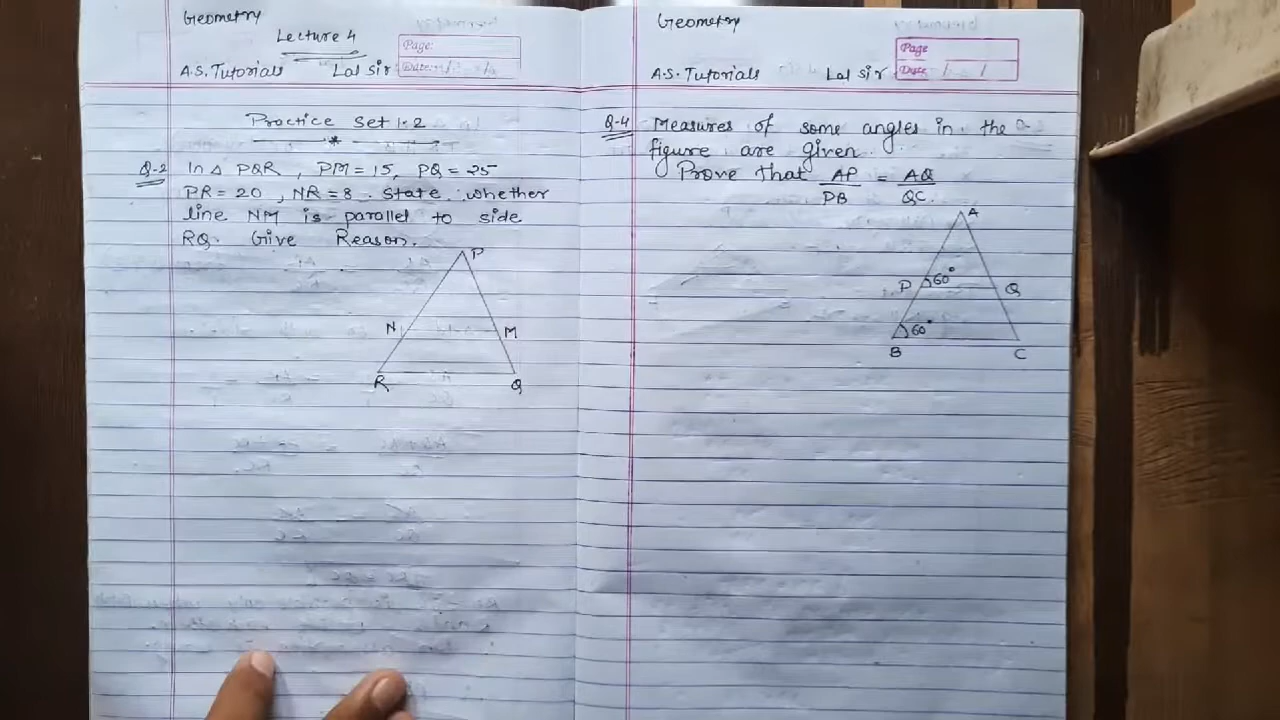 Geometry
Lecture 4
Page:
Date: / /
A.S. Tutorials Lal sir
Practice Set 1.2
Q-2 In △ PQR, PM = 15, PQ = 25
PR = 20, NR = 8. State whether
line NM is parallel to side
RQ. Give Reason.
P
N M
R Q
Geometry
Page
Date / /
A.S. Tutorials Lal sir
Q-4 Measures of some angles in the
figure are given.
Prove that AP/PB = AQ/QC.
A
P 60° Q
60°
B C